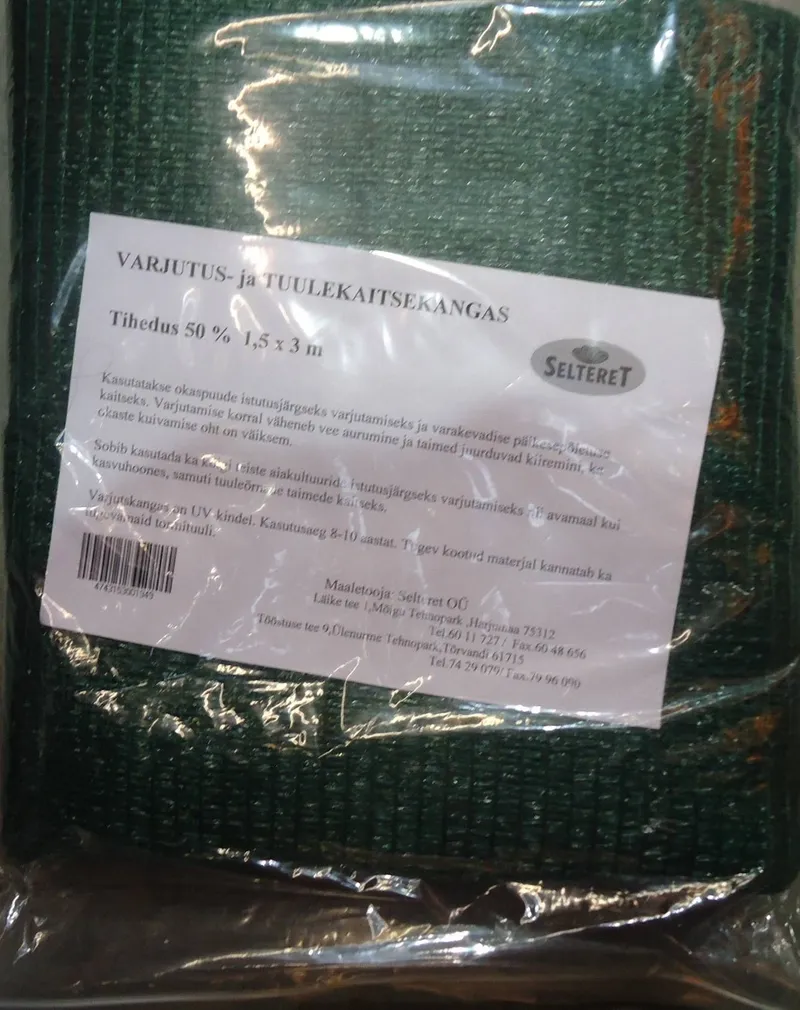 VARJUTUS- ja TUULEKAITSEKANGAS
Tihedus 50 % 1,5 x 3 m
SELTERET
Kasutatakse okaspuude istutusjärgseks varjutamiseks ja varakevadise päikesepõletuse
kaitseks. Varjutamise korral väheneb vee aurumine ja taimed juurduvad kiiremini,
okaste kuivamise oht on väiksem.
Sobib kasutada ka teiste aiakultuuride istutusjärgseks varjutamiseks avamaal kui
kasvuhoones, samuti tuuleõrnade taimede kaitseks.
Varjutskangas on UV kindel. Kasutusaeg 8-10 aastat. Tugev kootud materjal kannatab ka
tugevamaid tormituuli.
4743153001349
Maaletooja: Selteret OÜ
Läike tee 1,Mõigu Tehnopark ,Harjumaa 75312
Tel.60 11 727 / Fax.60 48 656
Tööstuse tee 9,Ülenurme Tehnopark,Tõrvandi 61715
Tel.74 29 079/ Fax.79 96 090